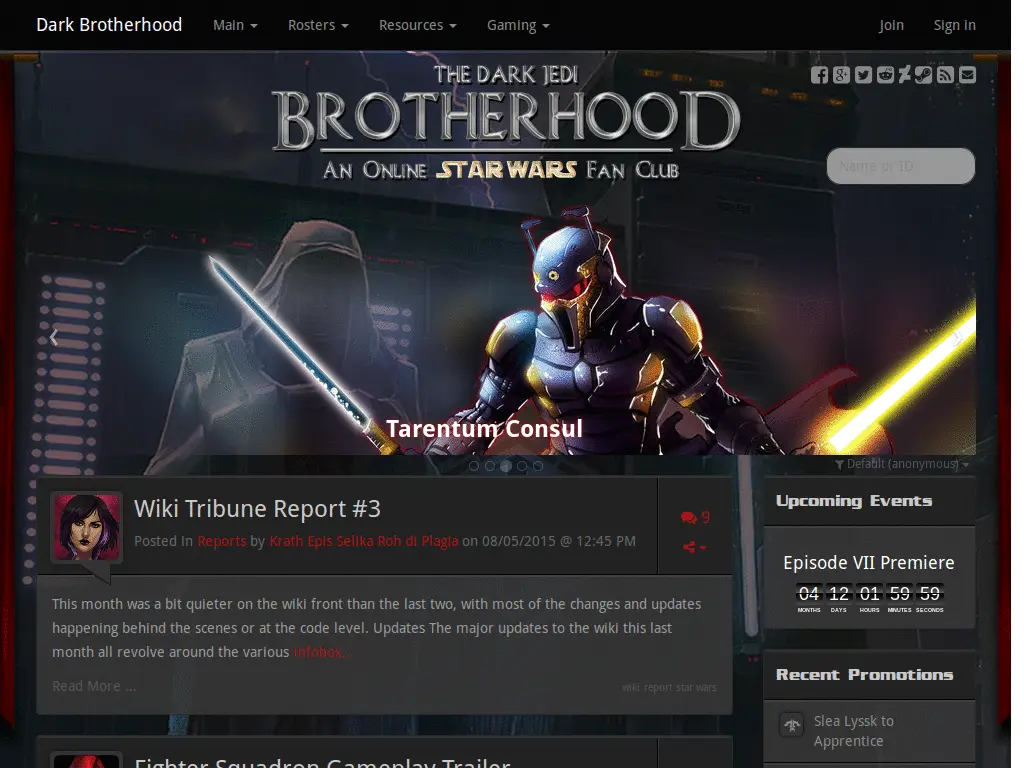 Dark Brotherhood Main Rosters Resources Gaming Join Sign in
THE DARK JEDI
BROTHERHOOD
AN ONLINE STAR WARS FAN CLUB
Name or ID
Tarentum Consul
Default (anonymous)
Wiki Tribune Report #3
9
Posted In Reports by Krath Epis Selika Roh di Plagia on 08/05/2015 @ 12:45 PM
This month was a bit quieter on the wiki front than the last two, with most of the changes and updates
happening behind the scenes or at the code level. Updates The major updates to the wiki this last
month all revolve around the various infobox...
Read More ...
wiki report star wars
Upcoming Events
Episode VII Premiere
04 12 01 59 59
MONTHS DAYS HOURS MINUTES SECONDS
Recent Promotions
Slea Lyssk to
Apprentice
Fighter Squadron Gameplay Trailer